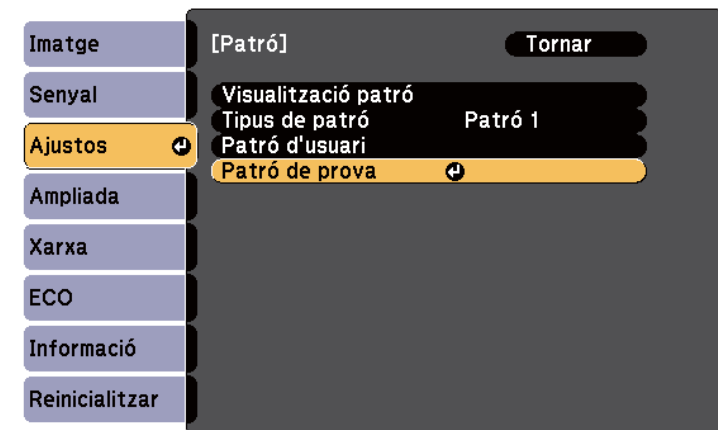 Imatge
Senyal
Ajustos
Ampliada
Xarxa
ECO
Informació
Reinicialitzar
[Patró] Tornar
Visualització patró
Tipus de patró Patró 1
Patró d'usuari
Patró de prova